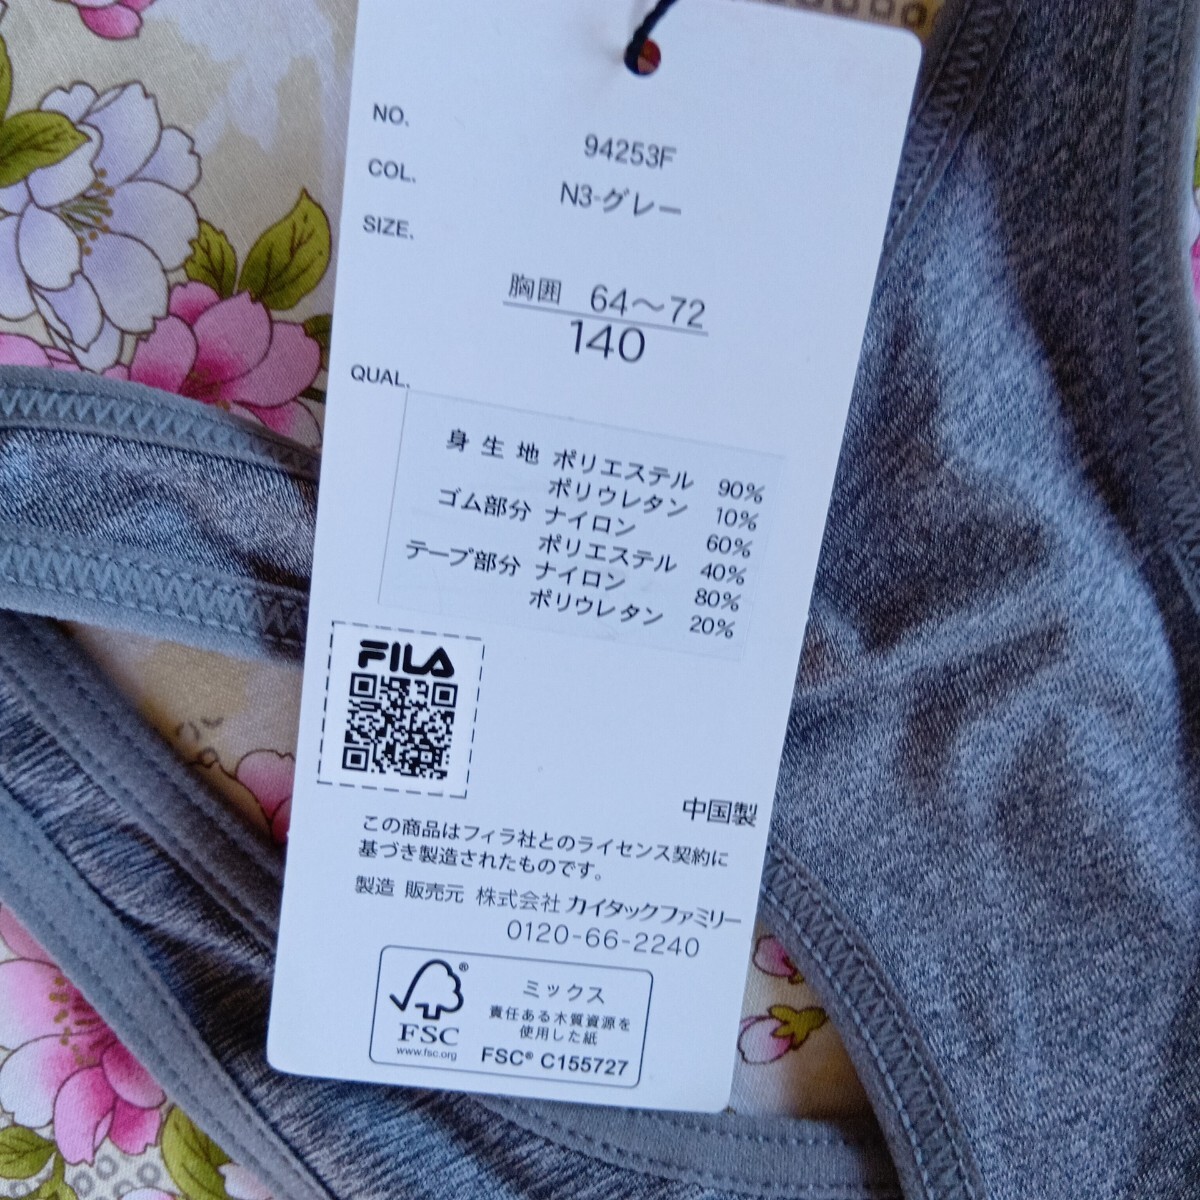 NO.
94253F
COL.
N3-グレー
SIZE.
胸囲 64～72
140
QUAL.
身生地 ポリエステル 90%
ポリウレタン 10%
ゴム部分 ナイロン 60%
ポリエステル 40%
テープ部分 ナイロン 80%
ポリウレタン 20%
FILA
中国製
この商品はフィラ社とのライセンス契約に
基づき製造されたものです。
製造 販売元 株式会社 カイタックファミリー
0120-66-2240
ミックス
責任ある木質資源を
使用した紙
FSC®
www.fsc.org
FSC® C155727